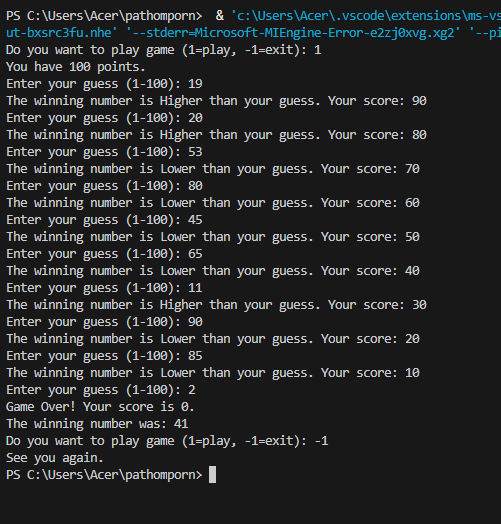 PS C:\Users\Acer\pathomporn>  & 'c:\Users\Acer\.vscode\extensions\ms-vs
ut-bxsrc3fu.nhe' '--stderr=Microsoft-MIEngine-Error-e2zj0xvg.xg2' '--pi
Do you want to play game (1=play, -1=exit): 1
You have 100 points.
Enter your guess (1-100): 19
The winning number is Higher than your guess. Your score: 90
Enter your guess (1-100): 20
The winning number is Higher than your guess. Your score: 80
Enter your guess (1-100): 53
The winning number is Lower than your guess. Your score: 70
Enter your guess (1-100): 80
The winning number is Lower than your guess. Your score: 60
Enter your guess (1-100): 45
The winning number is Lower than your guess. Your score: 50
Enter your guess (1-100): 65
The winning number is Lower than your guess. Your score: 40
Enter your guess (1-100): 11
The winning number is Higher than your guess. Your score: 30
Enter your guess (1-100): 90
The winning number is Lower than your guess. Your score: 20
Enter your guess (1-100): 85
The winning number is Lower than your guess. Your score: 10
Enter your guess (1-100): 2
Game Over! Your score is 0.
The winning number was: 41
Do you want to play game (1=play, -1=exit): -1
See you again.
PS C:\Users\Acer\pathomporn>